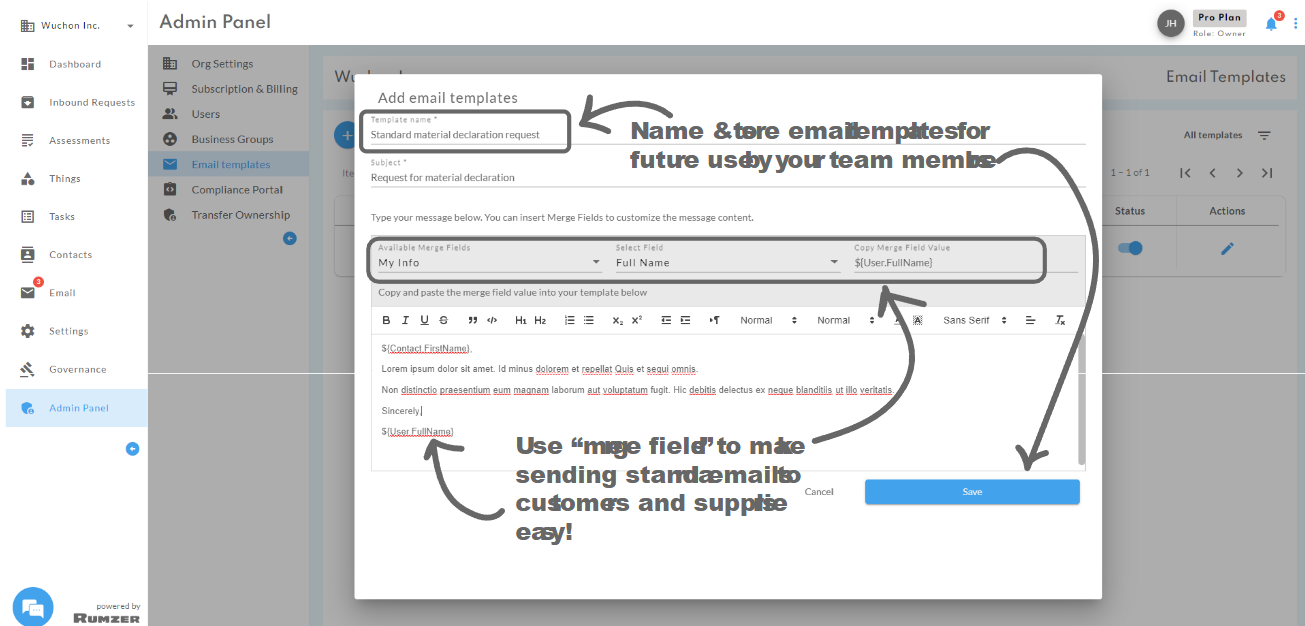 Wuchon Inc.
Admin Panel
JH
Pro Plan
Role: Owner
3
Dashboard
Inbound Requests
Assessments
Things
Tasks
Contacts
3
Email
Settings
Governance
Admin Panel
powered by
RUMZER
Org Settings
Subscription & Billing
Users
Business Groups
Email templates
Compliance Portal
Transfer Ownership
Email Templates
All templates
1 – 1 of 1
Status
Actions
Add email templates
Template name *
Standard material declaration request
Name & store email templates for
future use by your team members
Subject *
Request for material declaration
Type your message below. You can insert Merge Fields to customize the message content.
Available Merge Fields
My Info
Select Field
Full Name
Copy Merge Field Value
${User.FullName}
Copy and paste the merge field value into your template below
B I U S H1 H2 X2 X2 Normal Normal A A Sans Serif Tx
${Contact.FirstName},
Lorem ipsum dolor sit amet. Id minus dolorem et repellat Quis et sequi omnis.
Non distinctio praesentium eum magnam laborum aut voluptatum fugit. Hic debitis delectus ex neque blanditiis ut illo veritatis.
Sincerely,
${User.FullName}
Use “merge field” to make
sending standard emails to
customers and suppliers
easy!
Cancel
Save